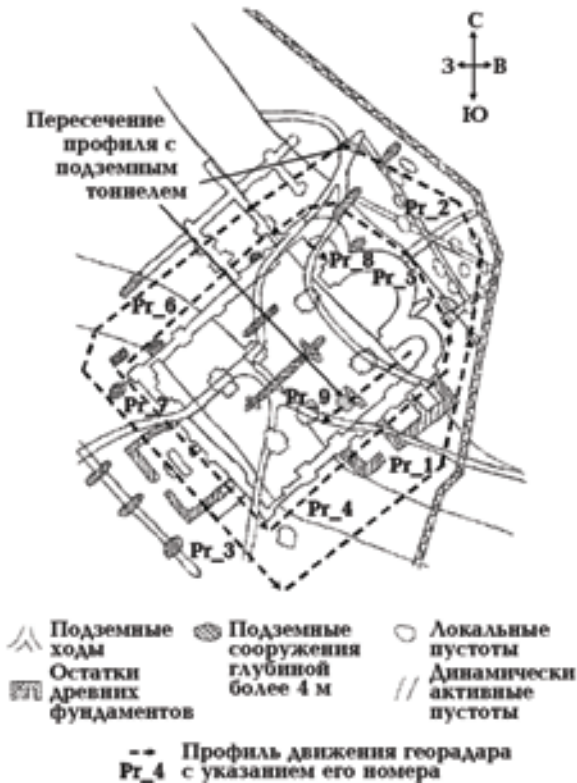 С
З В
Ю
Пересечение
профиля с
подземным
тоннелем
Pr_2
Pr_8
Pr_5
Pr_6
Pr_9
Pr_7
Pr_1
Pr_4
Pr_3
Подземные
ходы
Остатки
древних
фундаментов
Подземные
сооружения
глубиной
более 4 м
Локальные
пустоты
Динамически
активные
пустоты
Профиль движения георадара
Pr_4 с указанием его номера